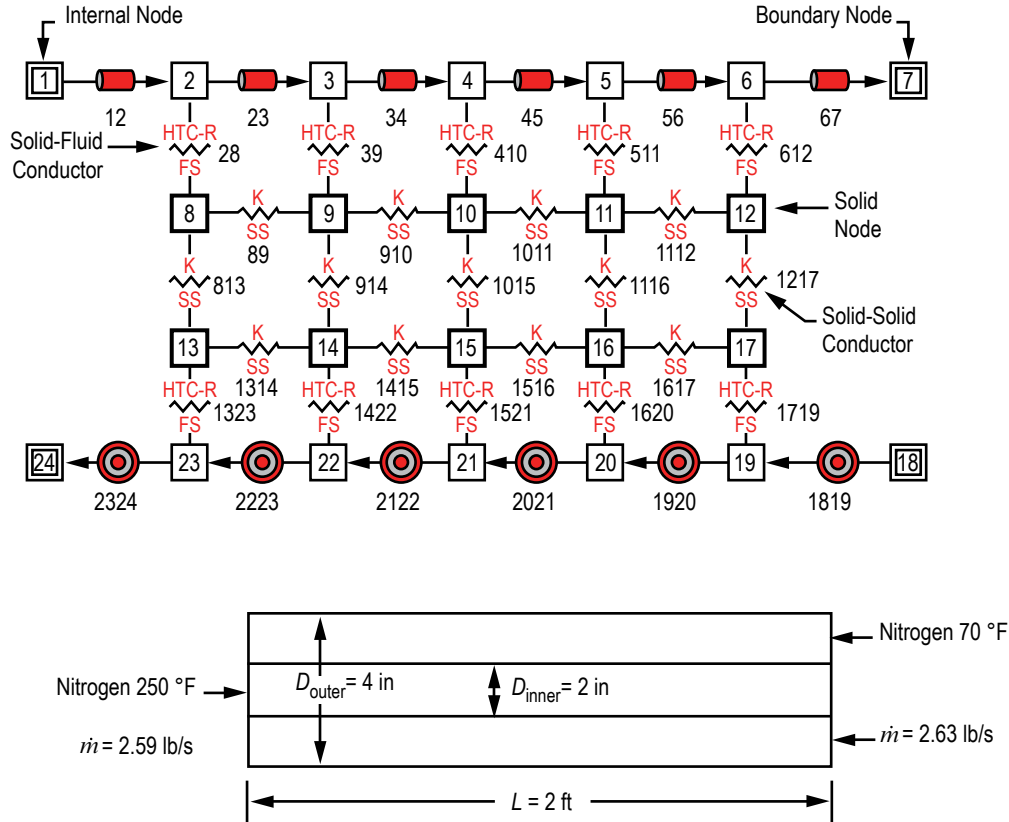 Internal Node
Boundary Node
1 2 3 4 5 6 7
12 23 34 45 56 67
Solid-Fluid
Conductor
HTC-R HTC-R HTC-R HTC-R HTC-R
28 39 410 511 612
FS FS FS FS FS
K K K K
8 9 10 11 12
Solid
Node
SS SS SS SS
89 910 1011 1112
K K K K K
813 914 1015 1116 1217
SS SS SS SS SS
Solid-Solid
Conductor
K K K K
13 14 15 16 17
SS SS SS SS
1314 1415 1516 1617
HTC-R HTC-R HTC-R HTC-R HTC-R
1323 1422 1521 1620 1719
FS FS FS FS FS
24 23 22 21 20 19 18
2324 2223 2122 2021 1920 1819
Nitrogen 70 °F
Nitrogen 250 °F
D outer = 4 in
D inner = 2 in
ṁ = 2.59 lb/s
ṁ = 2.63 lb/s
L = 2 ft